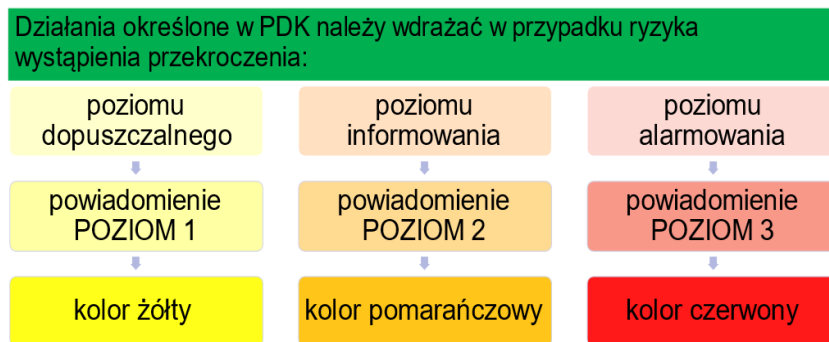 Działania określone w PDK należy wdrażać w przypadku ryzyka
wystąpienia przekroczenia:
poziomu
dopuszczalnego
poziomu
informowania
poziomu
alarmowania
powiadomienie
POZIOM 1
powiadomienie
POZIOM 2
powiadomienie
POZIOM 3
kolor żółty
kolor pomarańczowy
kolor czerwony